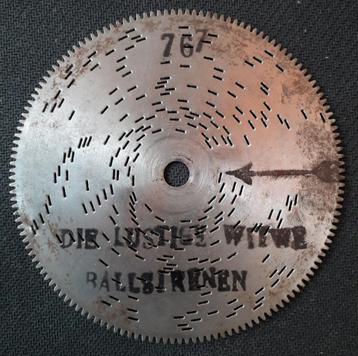 767
DIE LUSTIGE WITWE
BALLSIRENEN